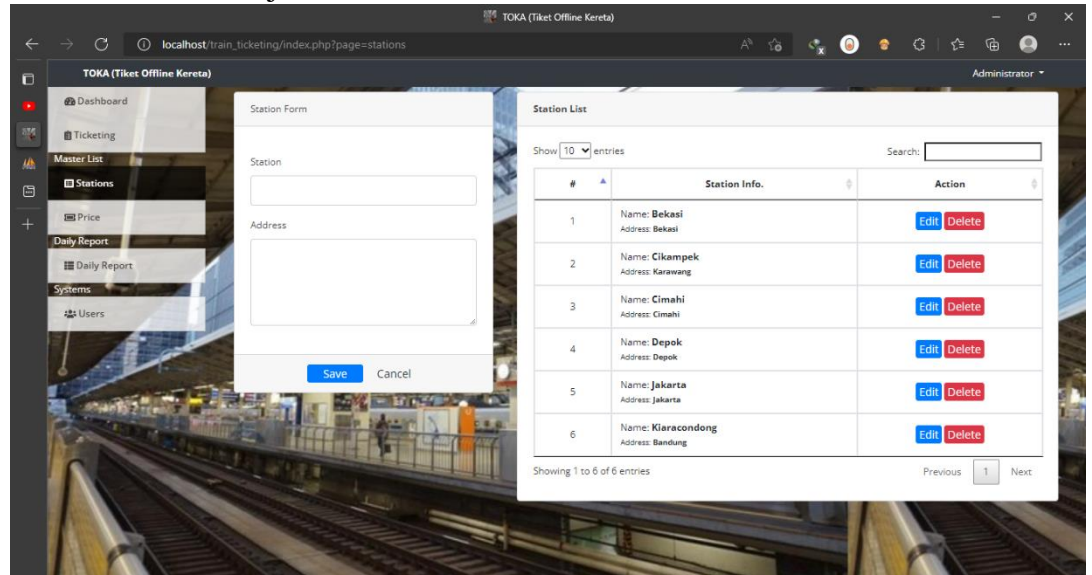 TOKA (Tiket Offline Kereta)
localhost/train_ticketing/index.php?page=stations
TOKA (Tiket Offline Kereta)
Administrator
Dashboard
Ticketing
Master List
Stations
Price
Daily Report
Daily Report
Systems
Users
Station Form
Station
Address
Save Cancel
Station List
Show 10 entries Search:
# Station Info. Action
1 Name: Bekasi Edit Delete
Address: Bekasi
2 Name: Cikampek Edit Delete
Address: Karawang
3 Name: Cimahi Edit Delete
Address: Cimahi
4 Name: Depok Edit Delete
Address: Depok
5 Name: Jakarta Edit Delete
Address: Jakarta
6 Name: Kiaracondong Edit Delete
Address: Bandung
Showing 1 to 6 of 6 entries Previous 1 Next